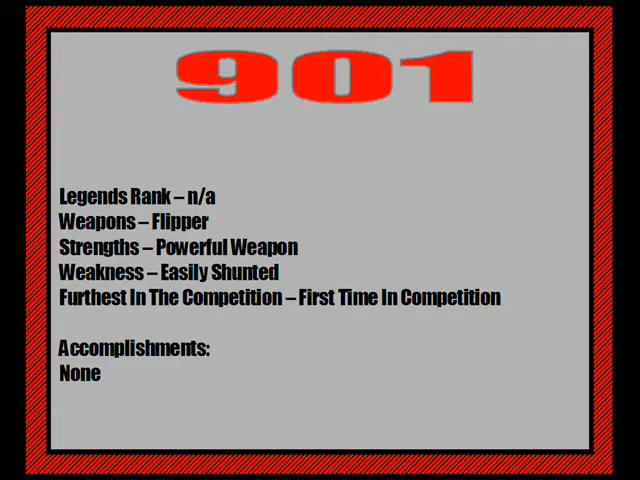 901
Legends Rank – n/a
Weapons – Flipper
Strengths – Powerful Weapon
Weakness – Easily Shunted
Furthest In The Competition – First Time In Competition
Accomplishments:
None